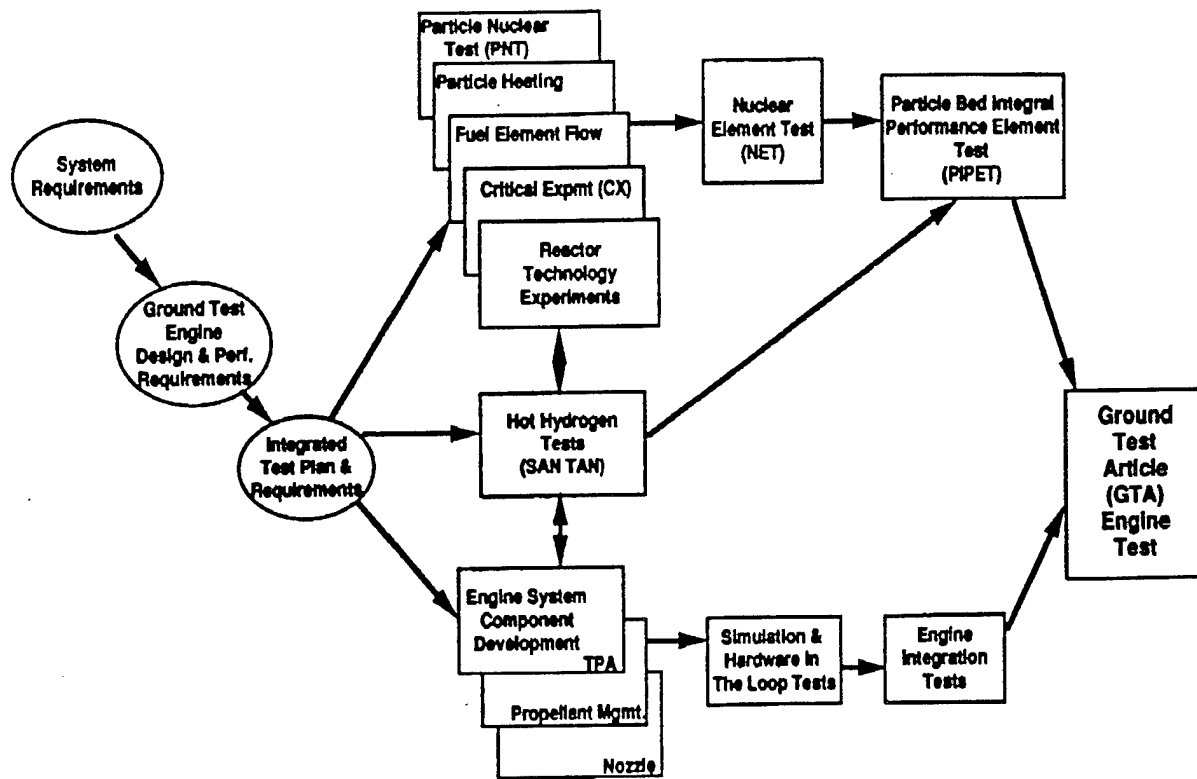 Particle Nuclear
Test (PNT)
Particle Heating
Fuel Element Flow
Critical Expmt (CX)
Reactor
Technology
Experiments
Nuclear
Element Test
(NET)
Particle Bed Integral
Performance Element
Test
(PIPET)
System
Requirements
Ground Test
Engine
Design & Perf.
Requirements
Integrated
Test Plan &
Requirements
Hot Hydrogen
Tests
(SAN TAN)
Ground
Test
Article
(GTA)
Engine
Test
Engine System
Component
Development
TPA
Propellant Mgmt.
Nozzle
Simulation &
Hardware In
The Loop Tests
Engine
Integration
Tests